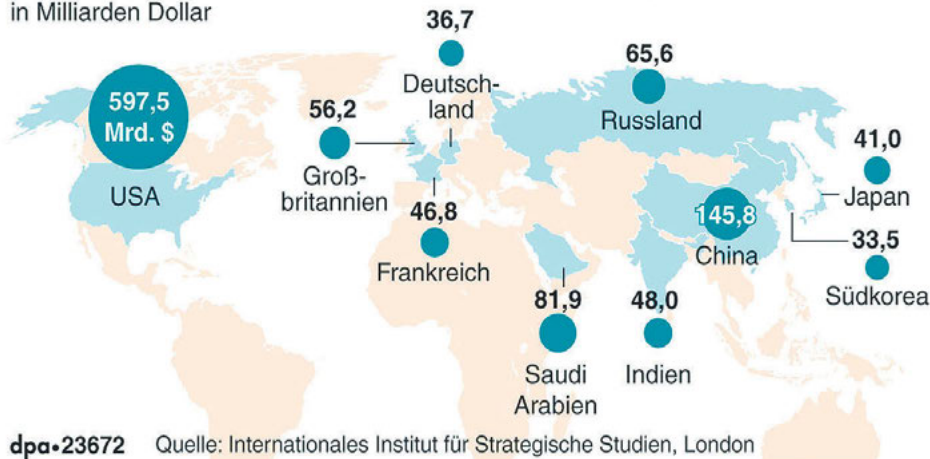 in Milliarden Dollar
597,5
Mrd. $
USA
56,2
Groß-
britannien
36,7
Deutsch-
land
46,8
Frankreich
65,6
Russland
81,9
Saudi
Arabien
48,0
Indien
145,8
China
41,0
Japan
33,5
Südkorea
dpa•23672 Quelle: Internationales Institut für Strategische Studien, London